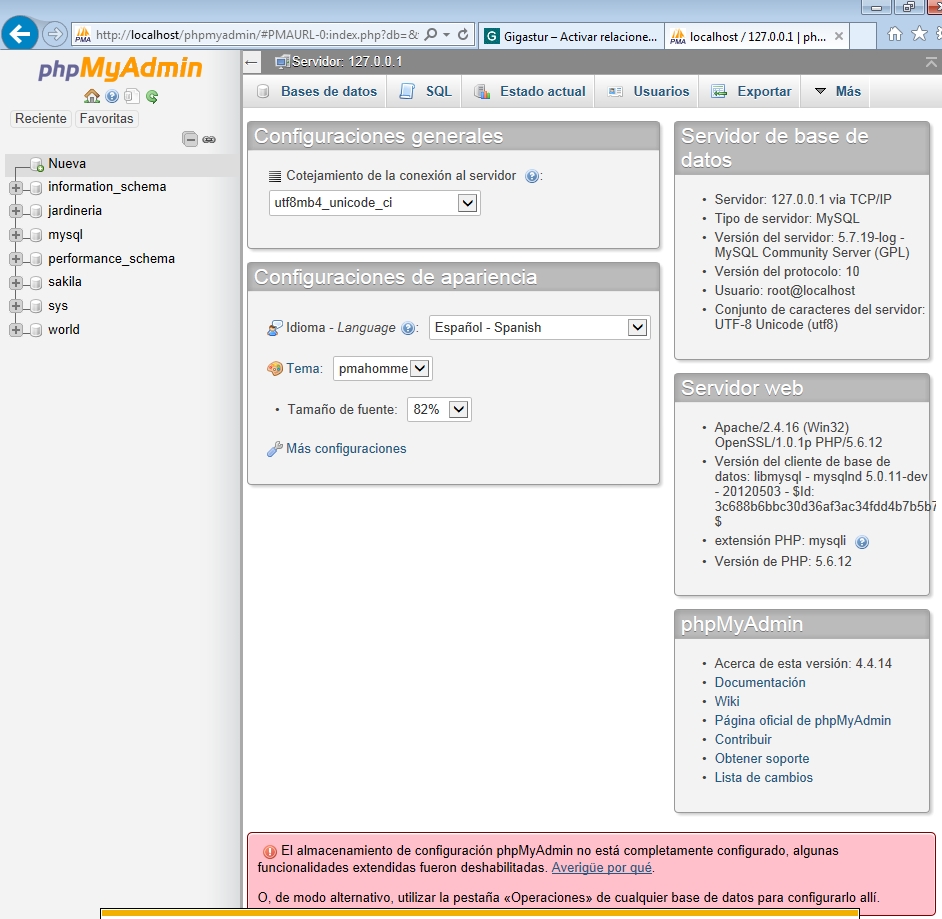 http://localhost/phpmyadmin/#PMAURL-0:index.php?db=&
Gigastur – Activar relacione...
localhost / 127.0.0.1 | ph...
phpMyAdmin
Reciente
Favoritas
Nueva
information_schema
jardineria
mysql
performance_schema
sakila
sys
world
Servidor: 127.0.0.1
Bases de datos
SQL
Estado actual
Usuarios
Exportar
Más
Configuraciones generales
Cotejamiento de la conexión al servidor :
utf8mb4_unicode_ci
Configuraciones de apariencia
Idioma - Language :
Español - Spanish
Tema:
pmahomme
• Tamaño de fuente:
82%
Más configuraciones
Servidor de base de
datos
• Servidor: 127.0.0.1 via TCP/IP
• Tipo de servidor: MySQL
• Versión del servidor: 5.7.19-log -
MySQL Community Server (GPL)
• Versión del protocolo: 10
• Usuario: root@localhost
• Conjunto de caracteres del servidor:
UTF-8 Unicode (utf8)
Servidor web
• Apache/2.4.16 (Win32)
OpenSSL/1.0.1p PHP/5.6.12
• Versión del cliente de base de
datos: libmysql - mysqlnd 5.0.11-dev
- 20120503 - $Id:
3c688b6bbc30d36af3ac34fdd4b7b5b7
$
• extensión PHP: mysqli
• Versión de PHP: 5.6.12
phpMyAdmin
• Acerca de esta versión: 4.4.14
• Documentación
• Wiki
• Página oficial de phpMyAdmin
• Contribuir
• Obtener soporte
• Lista de cambios
El almacenamiento de configuración phpMyAdmin no está completamente configurado, algunas
funcionalidades extendidas fueron deshabilitadas. Averigüe por qué.
O, de modo alternativo, utilizar la pestaña «Operaciones» de cualquier base de datos para configurarlo allí.